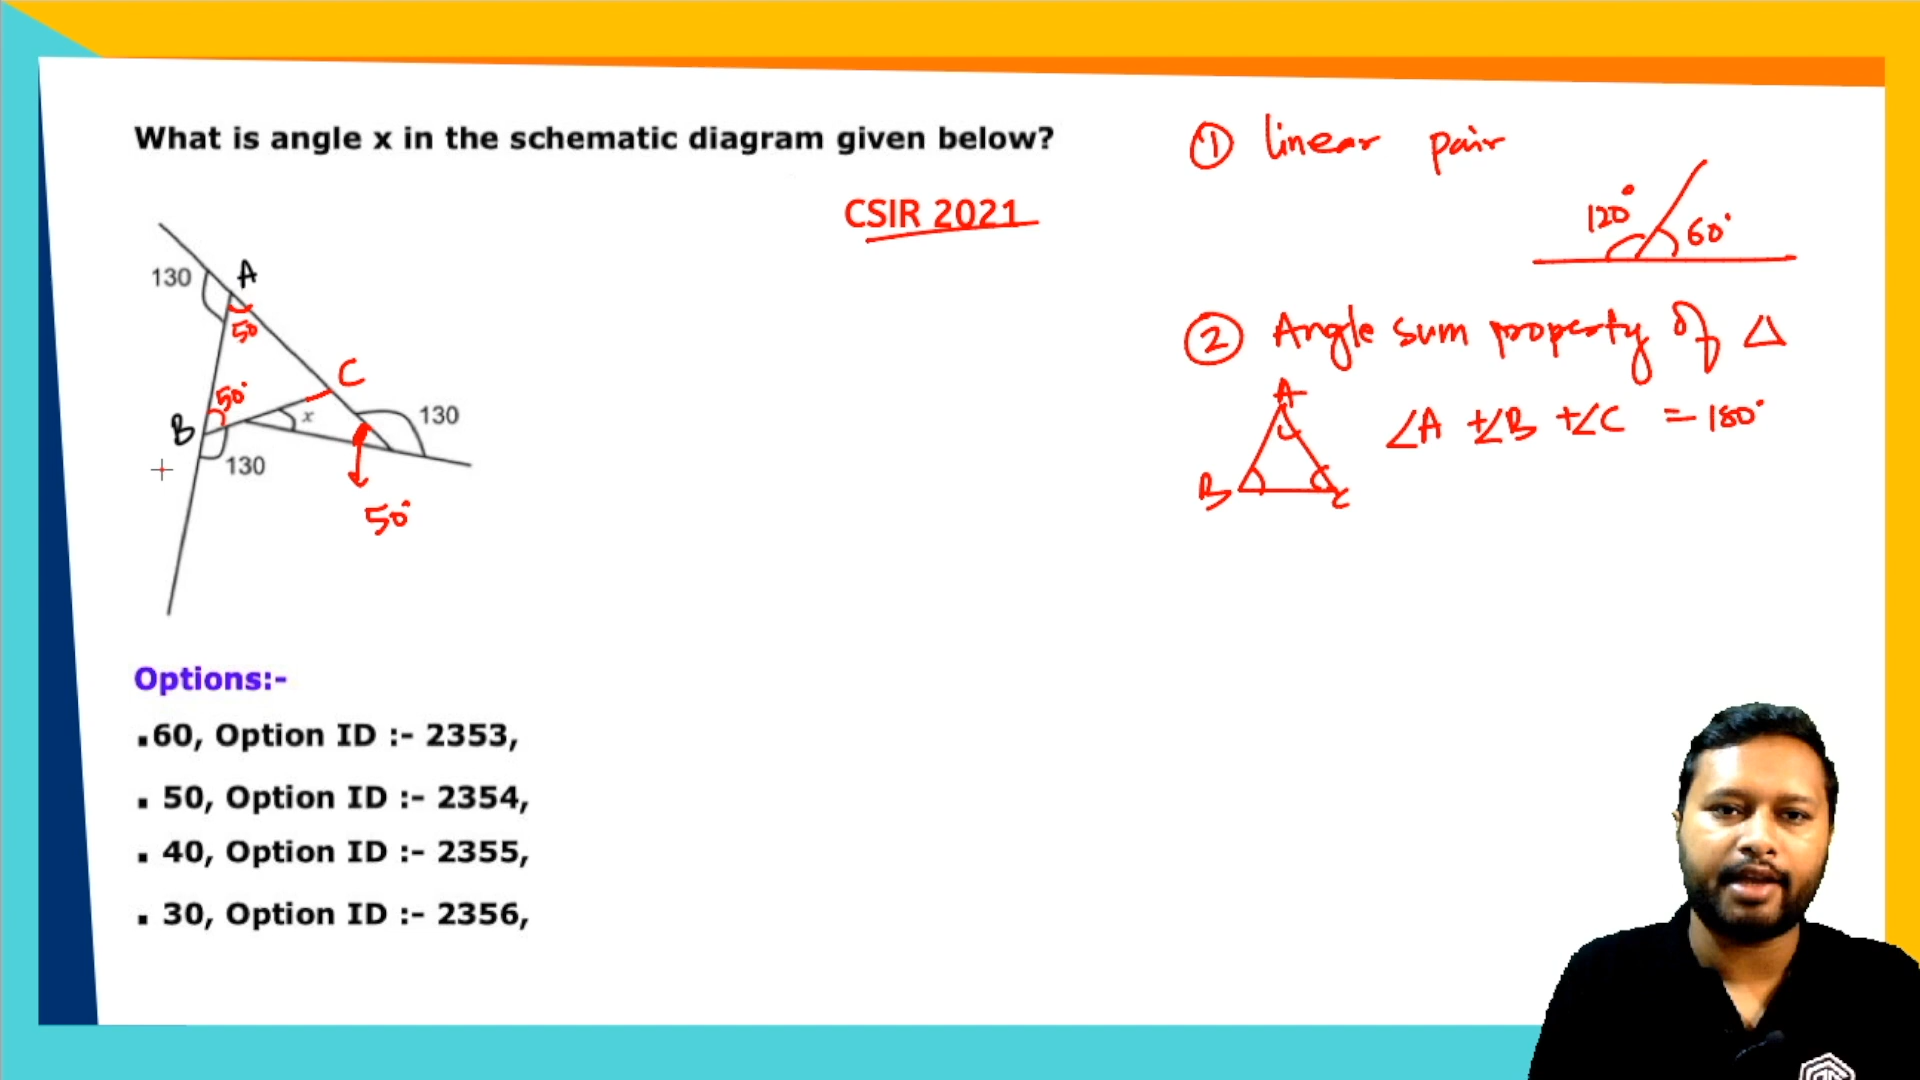 What is angle x in the schematic diagram given below?
CSIR 2021
130
A
50
C
50°
x
130
B
130
50°
Options:-
.60, Option ID :- 2353,
. 50, Option ID :- 2354,
. 40, Option ID :- 2355,
. 30, Option ID :- 2356,
① linear pair
120° 60°
② Angle sum property of △
A
B C
∠A +∠B +∠C = 180°